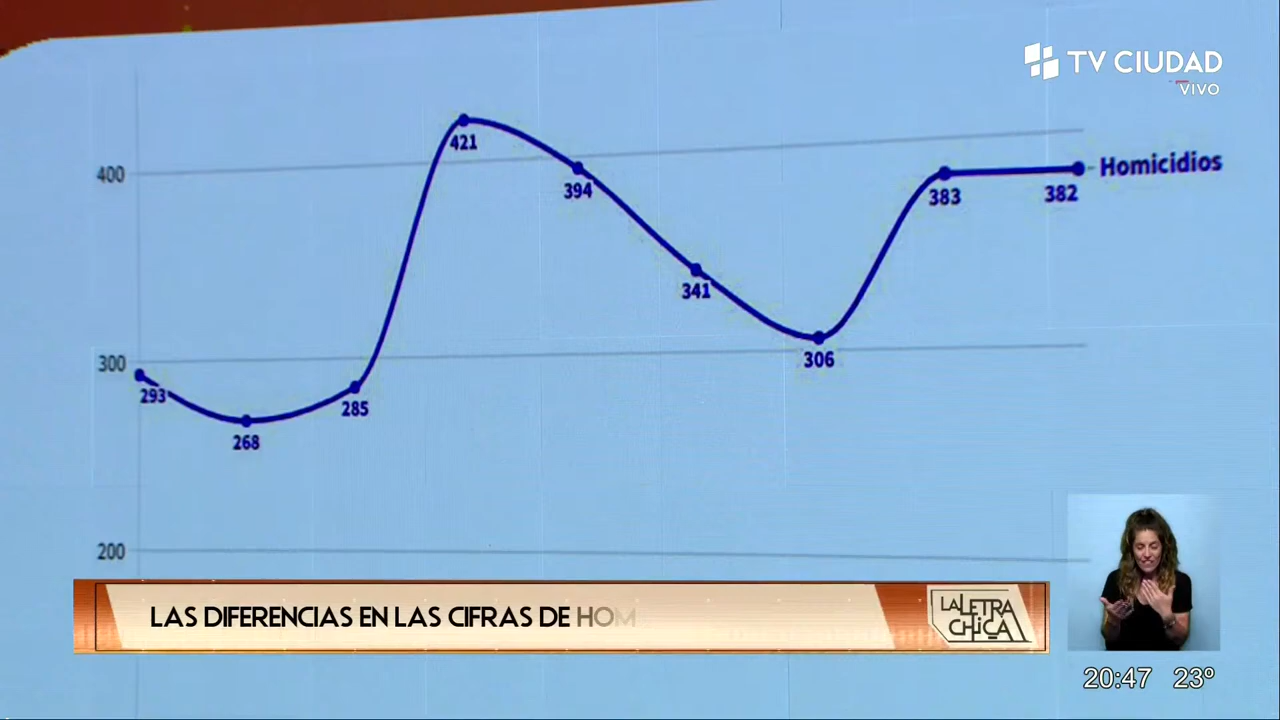 TV CIUDAD
VIVO
421
400
394
Homicidios
383
382
341
300
306
293
285
268
200
LAS DIFERENCIAS EN LAS CIFRAS DE HOM
LA LETRA
CHICA
20:47 23º